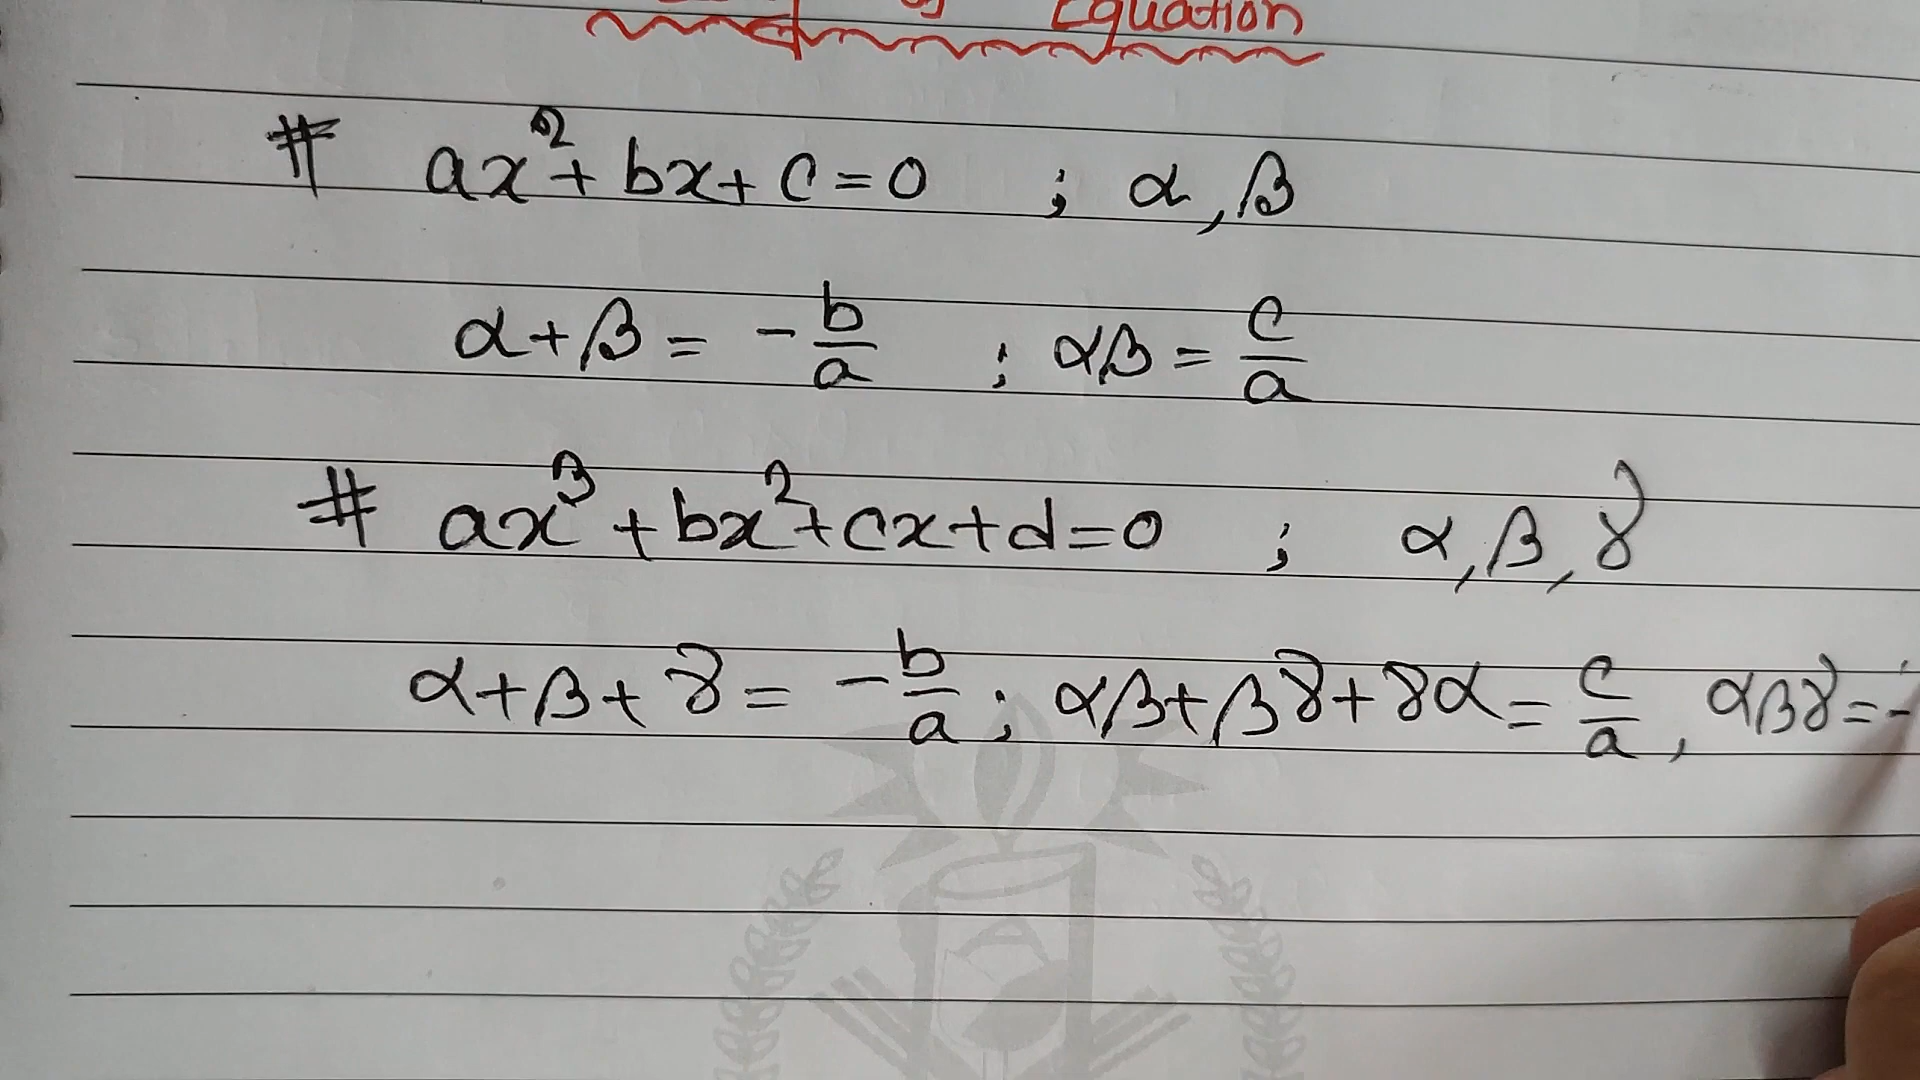 Equation
# ax²+bx+c=0 ; α,β
α+β = -b/a ; αβ = c/a
# ax³+bx²+cx+d=0 ; α,β,γ
α+β+γ = -b/a ; αβ+βγ+γα = c/a , αβγ=-